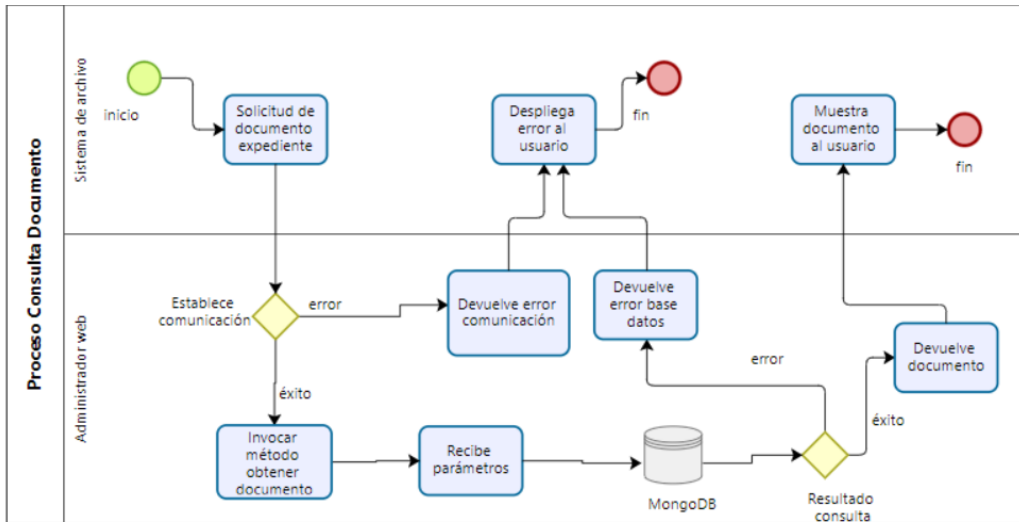 Proceso Consulta Documento
Sistema de archivo
inicio
Solicitud de
documento
expediente
Despliega
error al
usuario
fin
Muestra
documento
al usuario
fin
Administrador web
Establece
comunicación
error
Devuelve error
comunicación
Devuelve
error base
datos
error
Devuelve
documento
éxito
éxito
Invocar
método
obtener
documento
Recibe
parámetros
MongoDB
Resultado
consulta